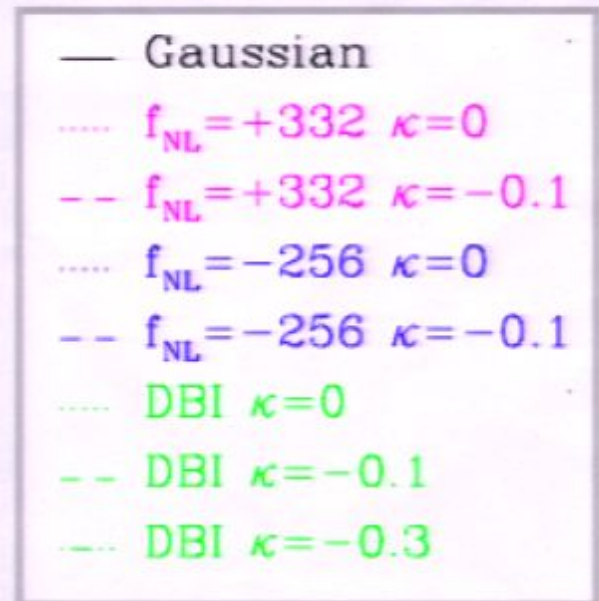 Gaussian
f_NL=+332 κ=0
f_NL=+332 κ=−0.1
f_NL=−256 κ=0
f_NL=−256 κ=−0.1
DBI κ=0
DBI κ=−0.1
DBI κ=−0.3